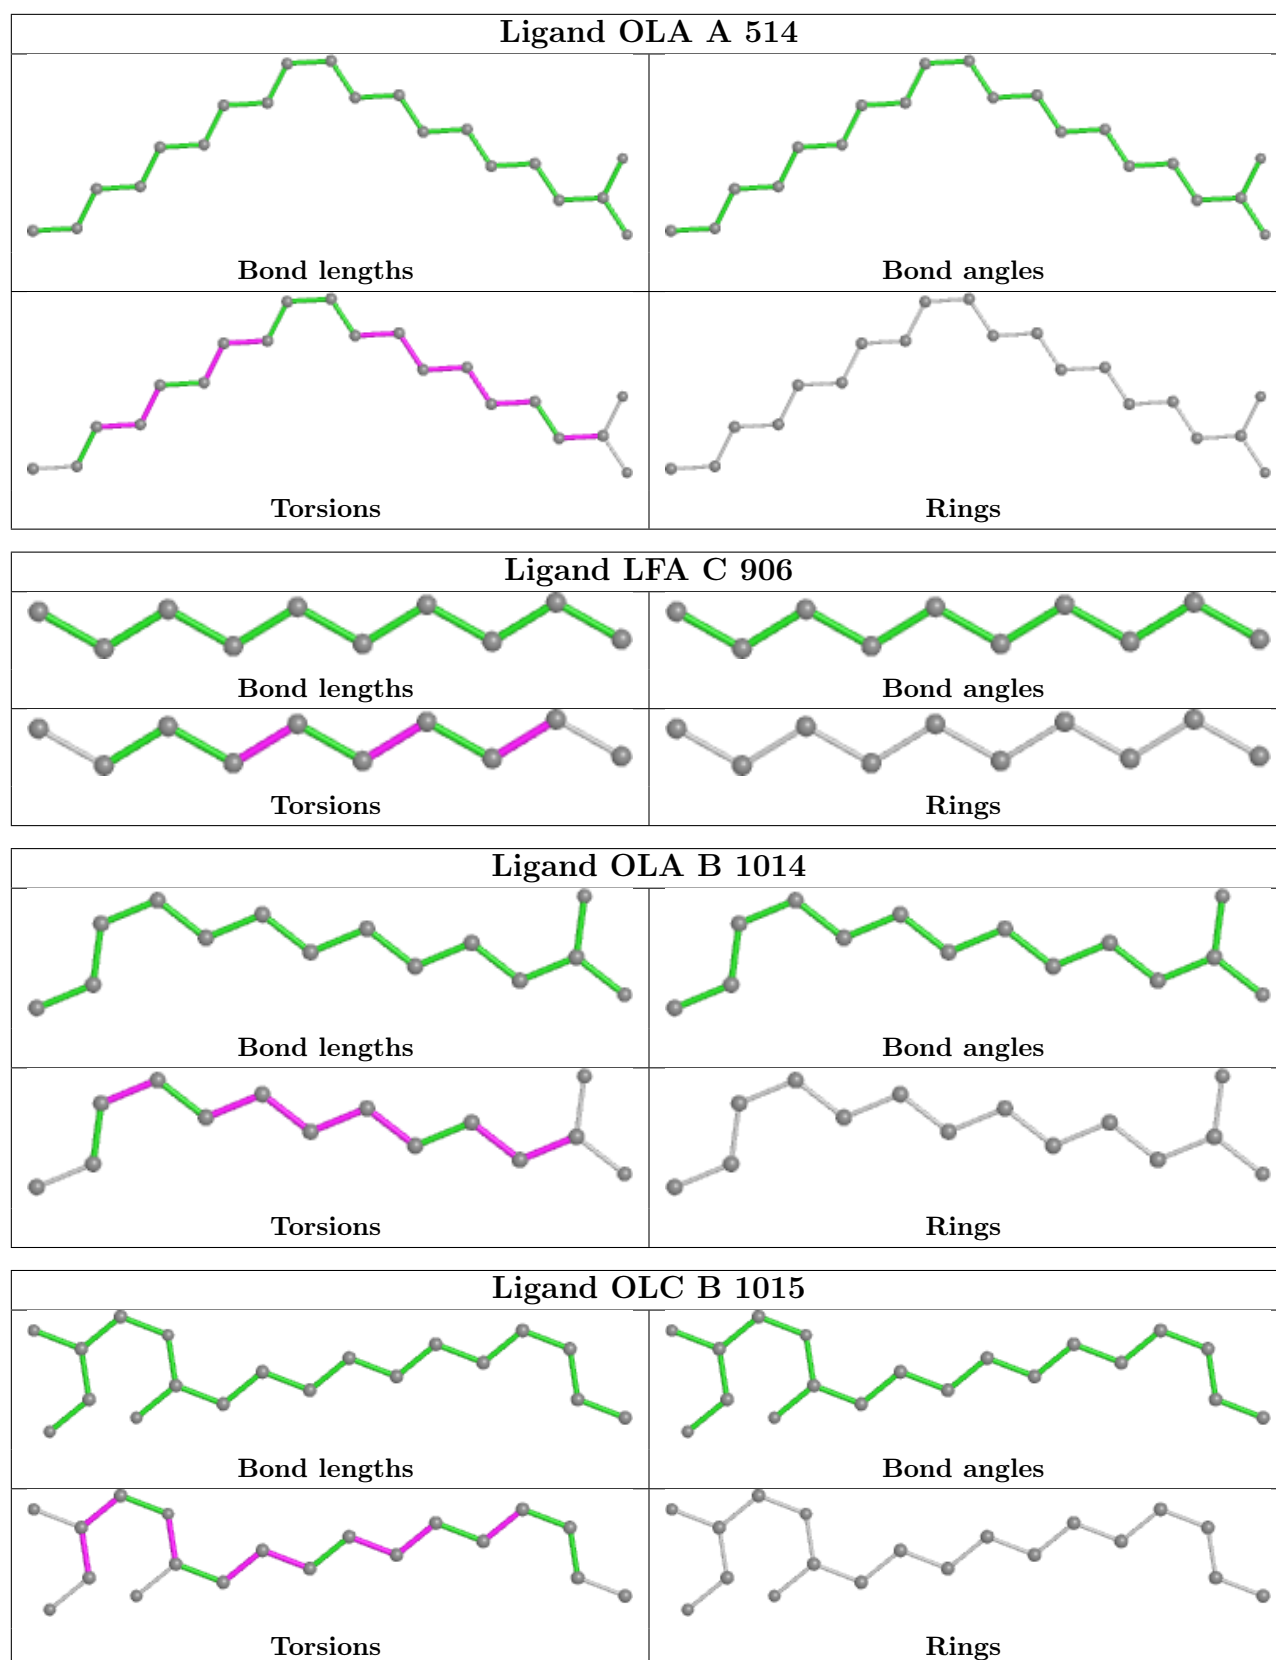 Ligand OLA A 514
Bond lengths Bond angles
Torsions Rings
Ligand LFA C 906
Bond lengths Bond angles
Torsions Rings
Ligand OLA B 1014
Bond lengths Bond angles
Torsions Rings
Ligand OLC B 1015
Bond lengths Bond angles
Torsions Rings